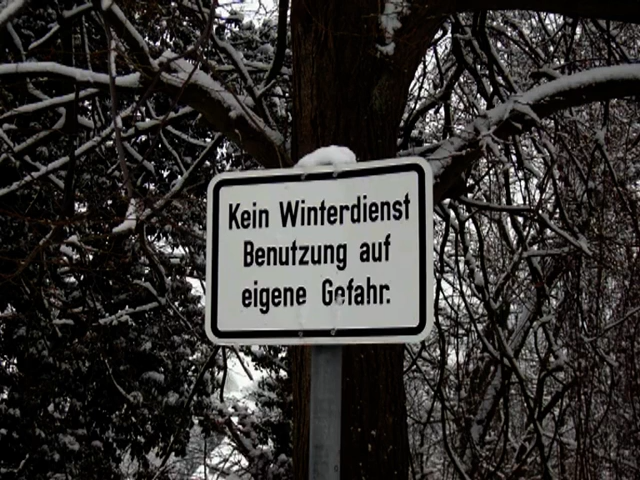 Kein Winterdienst
Benutzung auf
eigene Gefahr.